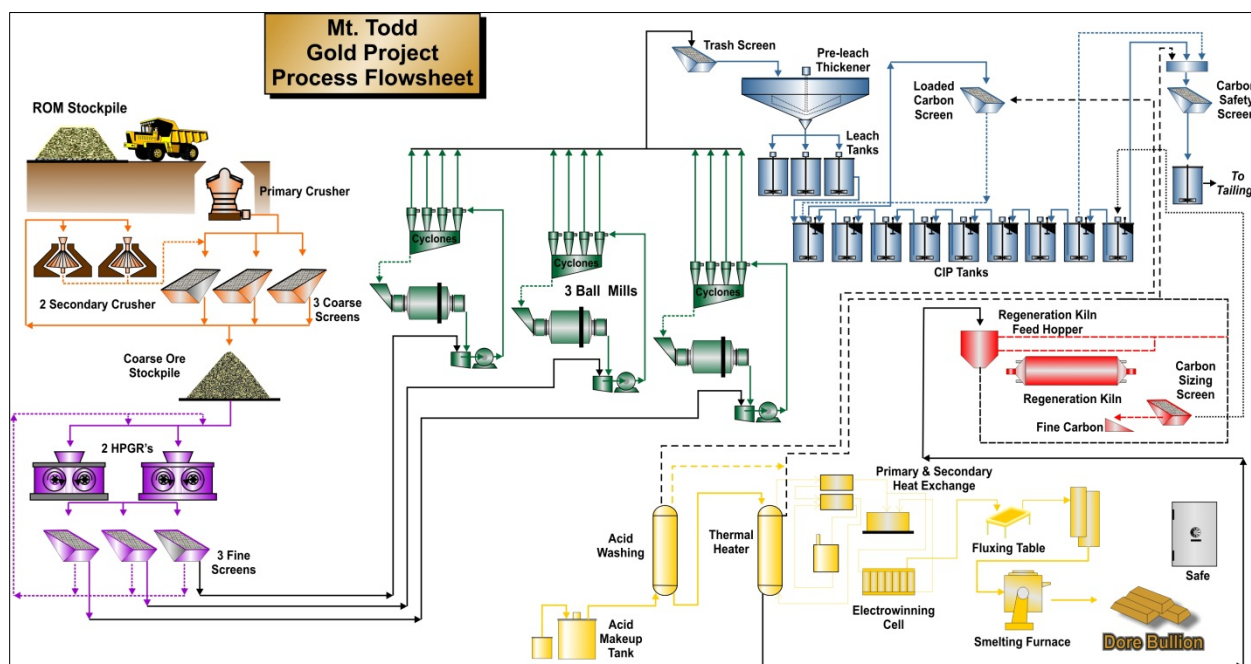 Mt. Todd
Gold Project
Process Flowsheet
ROM Stockpile
Primary Crusher
2 Secondary Crusher
3 Coarse
Screens
Coarse Ore
Stockpile
2 HPGR's
3 Fine
Screens
Cyclones
Cyclones
Cyclones
3 Ball Mills
Trash Screen
Pre-leach
Thickener
Leach
Tanks
Loaded
Carbon
Screen
Carbon
Safety
Screen
To
Tailing
CIP Tanks
Regeneration Kiln
Feed Hopper
Regeneration Kiln
Carbon
Sizing
Screen
Fine Carbon
Acid
Washing
Acid
Makeup
Tank
Thermal
Heater
Primary & Secondary
Heat Exchange
Electrowinning
Cell
Fluxing Table
Smelting Furnace
Safe
Dore Bullion